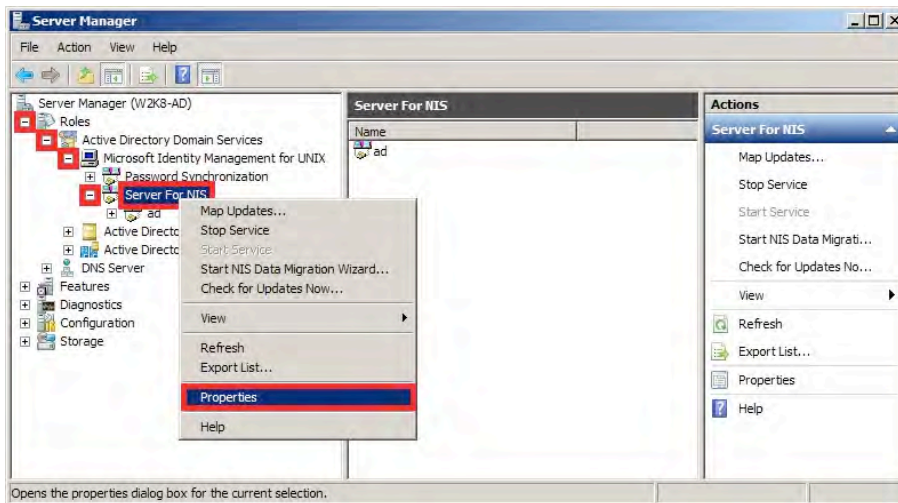 Server Manager
File Action View Help
Server Manager (W2K8-AD)
Roles
Active Directory Domain Services
Microsoft Identity Management for UNIX
Password Synchronization
Server For NIS
ad
Active Directo
Active Directo
DNS Server
Features
Diagnostics
Configuration
Storage
Map Updates...
Stop Service
Start Service
Start NIS Data Migration Wizard...
Check for Updates Now...
View
Refresh
Export List...
Properties
Help
Server For NIS
Name
ad
Actions
Server For NIS
Map Updates...
Stop Service
Start Service
Start NIS Data Migrati...
Check for Updates No...
View
Refresh
Export List...
Properties
Help
Opens the properties dialog box for the current selection.